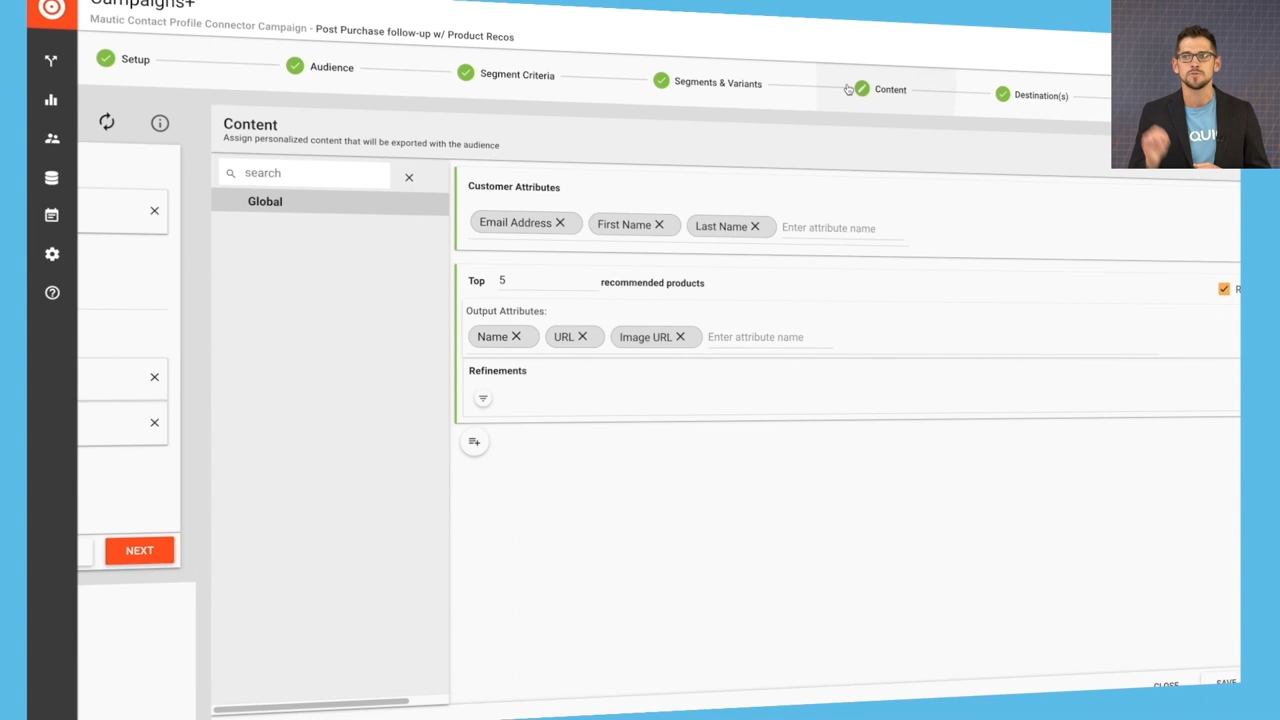 Campaigns+
Mautic Contact Profile Connector Campaign - Post Purchase follow-up w/ Product Recos
Setup
Audience
Segment Criteria
Segments & Variants
Content
Destination(s)
Content
Assign personalized content that will be exported with the audience
search
Global
Customer Attributes
Email Address
First Name
Last Name
Enter attribute name
Top 5 recommended products
R
Output Attributes:
Name
URL
Image URL
Enter attribute name
Refinements
NEXT
CLOSE
SAVE
QUI